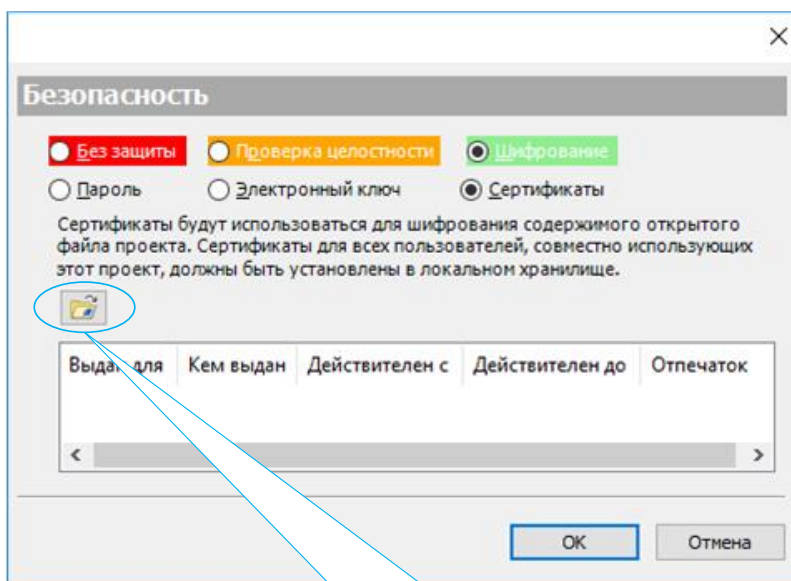 Безопасность
Без защиты Проверка целостности Шифрование
Пароль Электронный ключ Сертификаты
Сертификаты будут использоваться для шифрования содержимого открытого
файла проекта. Сертификаты для всех пользователей, совместно использующих
этот проект, должны быть установлены в локальном хранилище.
Выдан для Кем выдан Действителен с Действителен до Отпечаток
ОК Отмена